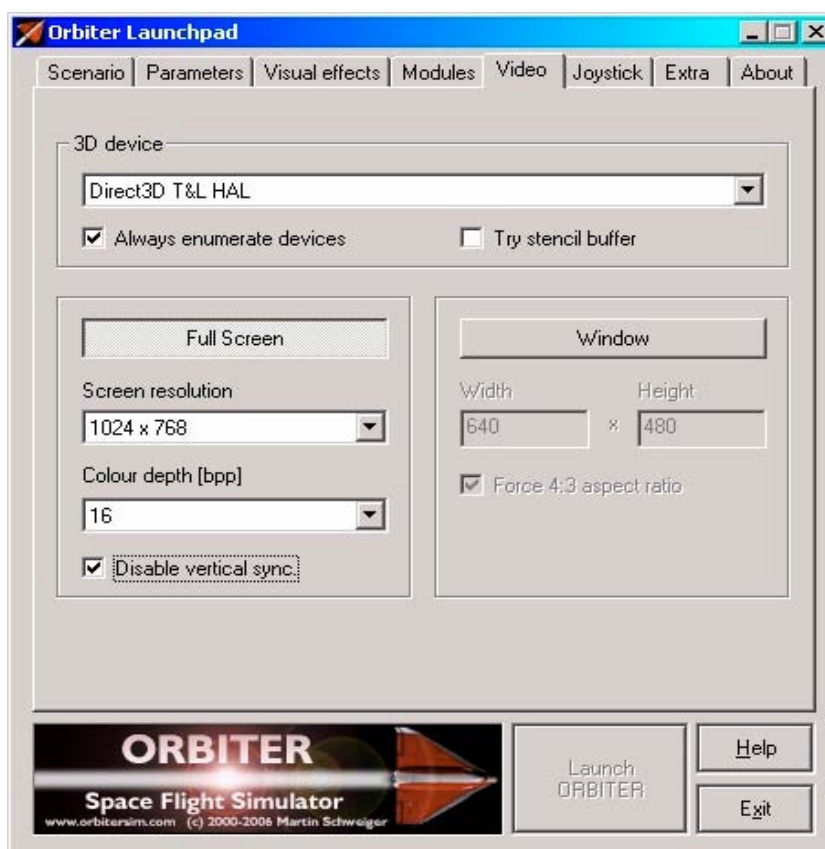 Orbiter Launchpad
Scenario Parameters Visual effects Modules Video Joystick Extra About
3D device
Direct3D T&L HAL
Always enumerate devices Try stencil buffer
Full Screen Window
Screen resolution Width Height
1024 x 768 640 x 480
Colour depth [bpp] Force 4:3 aspect ratio
16
Disable vertical sync.
ORBITER
Space Flight Simulator
www.orbitersim.com (c) 2000-2006 Martin Schweiger
Launch
ORBITER
Help
Exit